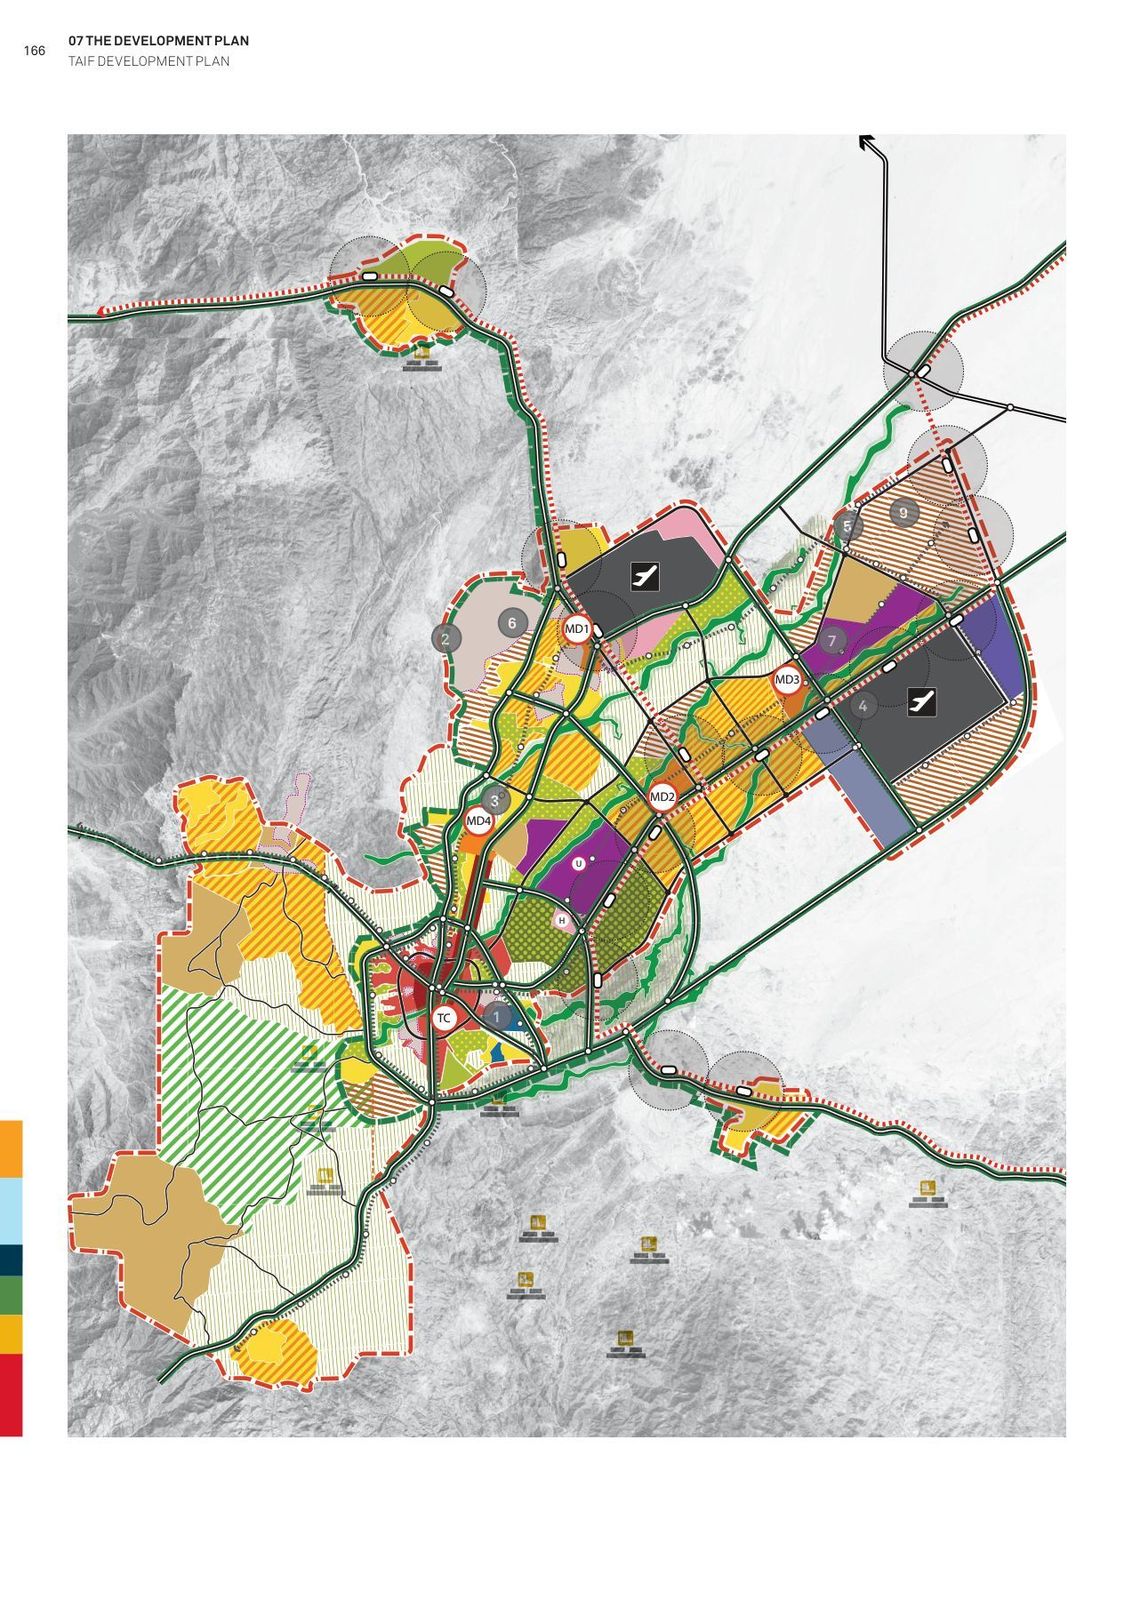 166
07 THE DEVELOPMENT PLAN
TAIF DEVELOPMENT PLAN
9
5
6
MD1
2
7
MD3
4
MD2
3
MD4
U
H
1
TC